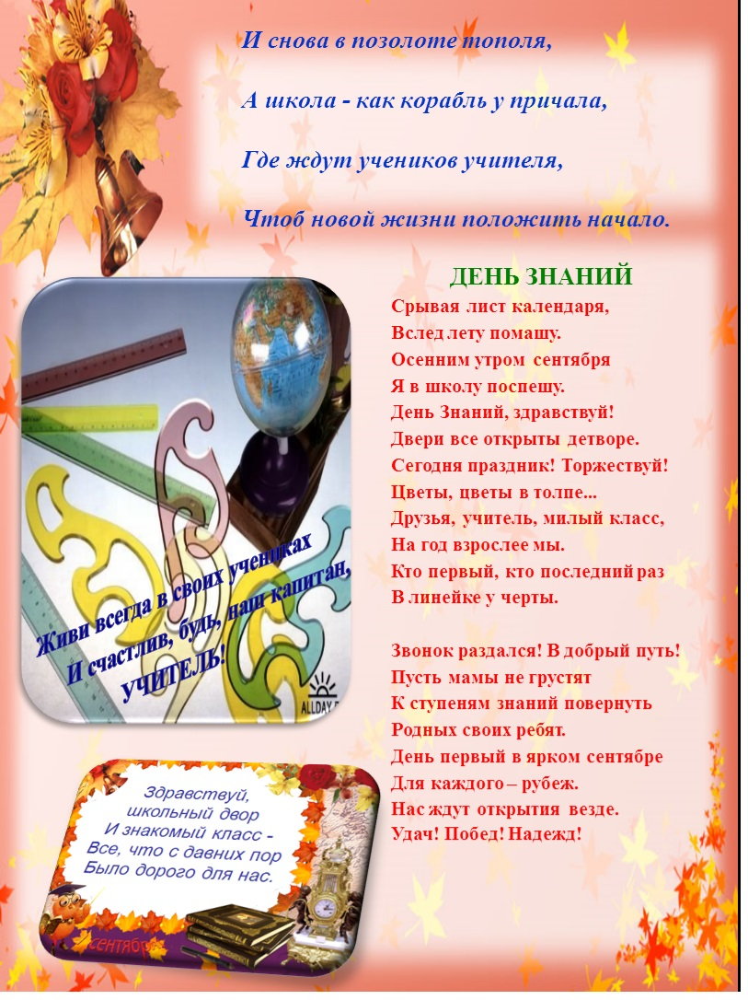 И снова в позолоте тополя,
А школа - как корабль у причала,
Где ждут учеников учителя,
Чтоб новой жизни положить начало.
ДЕНЬ ЗНАНИЙ
Срывая лист календаря,
Вслед лету помашу.
Осенним утром сентября
Я в школу поспешу.
День Знаний, здравствуй!
Двери все открыты детворе.
Сегодня праздник! Торжествуй!
Цветы, цветы в толпе...
Друзья, учитель, милый класс,
На год взрослее мы.
Кто первый, кто последний раз
В линейке у черты.
Звонок раздался! В добрый путь!
Пусть мамы не грустят
К ступеням знаний повернуть
Родных своих ребят.
День первый в ярком сентябре
Для каждого – рубеж.
Нас ждут открытия везде.
Удач! Побед! Надежд!
Живи всегда в своих учениках
И счастлив, будь, наш капитан,
УЧИТЕЛЬ!
ALLDAY
Здравствуй,
школьный двор
И знакомый класс -
Все, что с давних пор
Было дорого для нас.
сентября